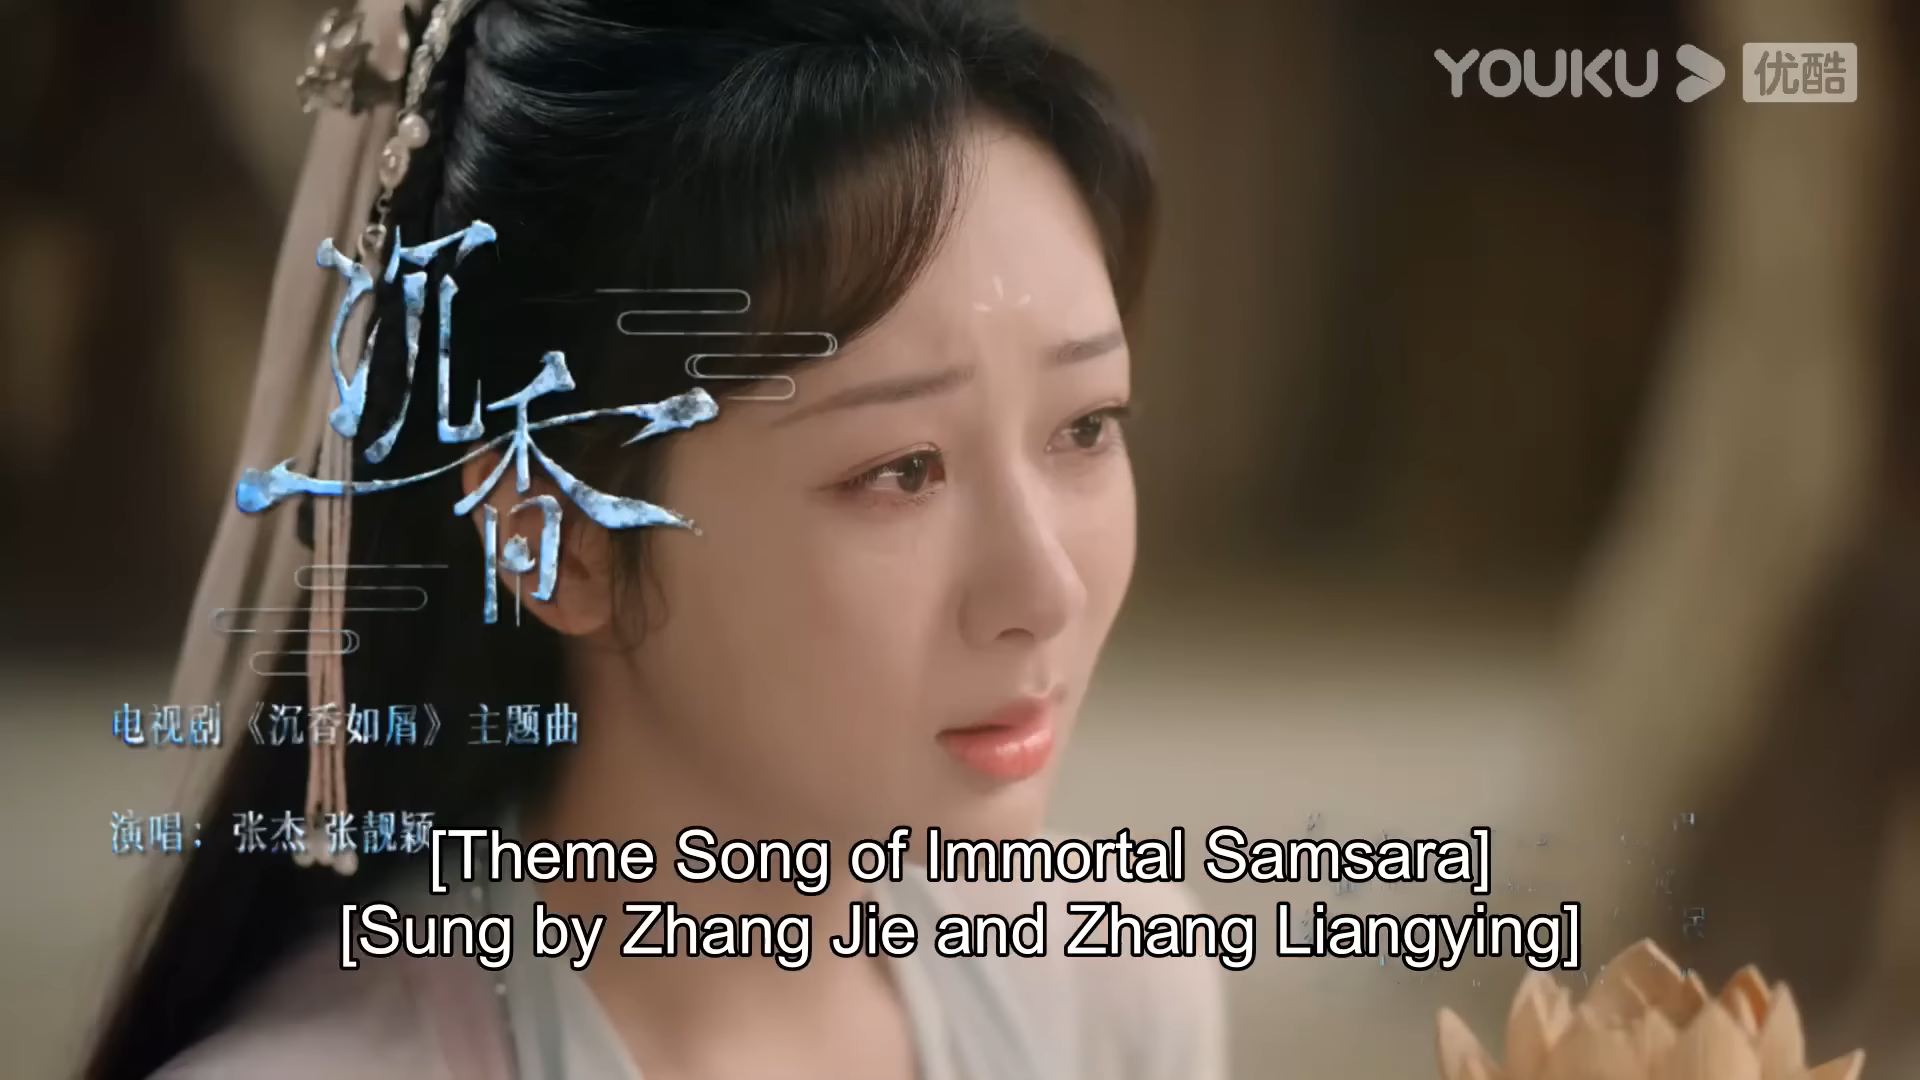 YOUKU 优酷
沉香
电视剧《沉香如屑》主题曲
演唱：张杰 张靓颖
[Theme Song of Immortal Samsara]
[Sung by Zhang Jie and Zhang Liangying]